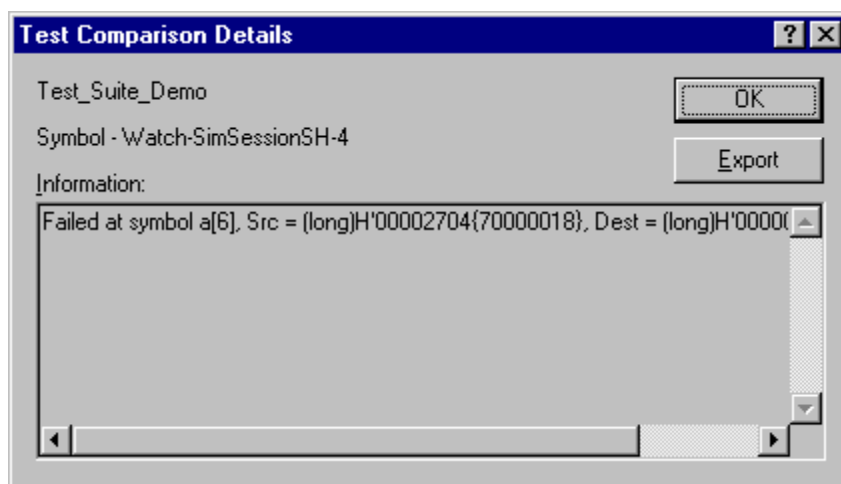 Test Comparison Details
Test_Suite_Demo
OK
Symbol - Watch-SimSessionSH-4
Export
Information:
Failed at symbol a[6], Src = (long)H'00002704{70000018}, Dest = (long)H'0000